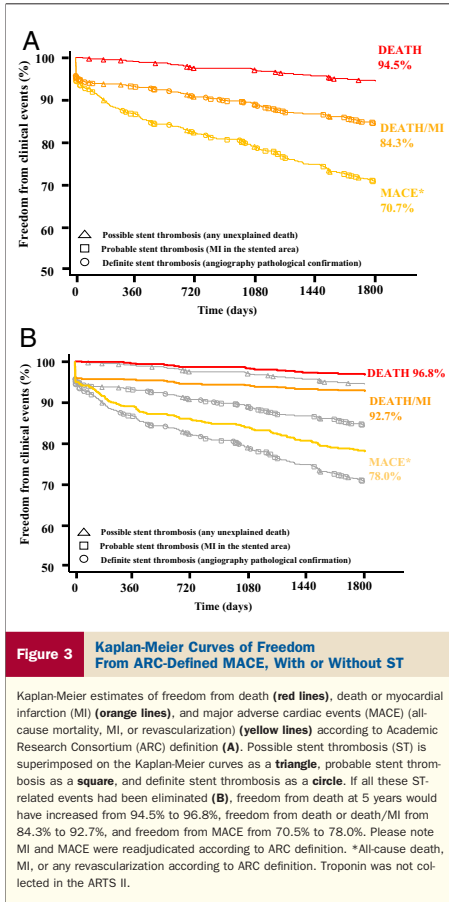 A
Freedom from clinical events (%)
100
90
80
70
60
50
DEATH
94.5%
DEATH/MI
84.3%
MACE*
70.7%
Possible stent thrombosis (any unexplained death)
Probable stent thrombosis (MI in the stented area)
Definite stent thrombosis (angiography pathological confirmation)
0 360 720 1080 1440 1800
Time (days)
B
Freedom from clinical events (%)
100
90
80
70
60
50
DEATH 96.8%
DEATH/MI
92.7%
MACE*
78.0%
Possible stent thrombosis (any unexplained death)
Probable stent thrombosis (MI in the stented area)
Definite stent thrombosis (angiography pathological confirmation)
0 360 720 1080 1440 1800
Time (days)
Figure 3
Kaplan-Meier Curves of Freedom
From ARC-Defined MACE, With or Without ST
Kaplan-Meier estimates of freedom from death (red lines), death or myocardial
infarction (MI) (orange lines), and major adverse cardiac events (MACE) (all-
cause mortality, MI, or revascularization) (yellow lines) according to Academic
Research Consortium (ARC) definition (A). Possible stent thrombosis (ST) is
superimposed on the Kaplan-Meier curves as a triangle, probable stent throm-
bosis as a square, and definite stent thrombosis as a circle. If all these ST-
related events had been eliminated (B), freedom from death at 5 years would
have increased from 94.5% to 96.8%, freedom from death or death/MI from
84.3% to 92.7%, and freedom from MACE from 70.5% to 78.0%. Please note
MI and MACE were readjudicated according to ARC definition. *All-cause death,
MI, or any revascularization according to ARC definition. Troponin was not col-
lected in the ARTS II.